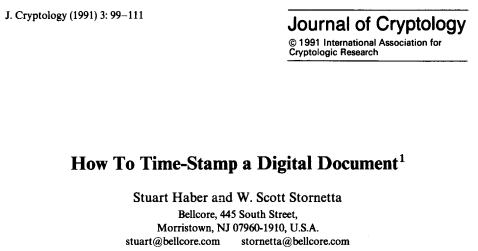 J. Cryptology (1991) 3: 99–111
Journal of Cryptology
© 1991 International Association for
Cryptologic Research
How To Time-Stamp a Digital Document¹
Stuart Haber and W. Scott Stornetta
Bellcore, 445 South Street,
Morristown, NJ 07960-1910, U.S.A.
stuart@bellcore.com stornetta@bellcore.com